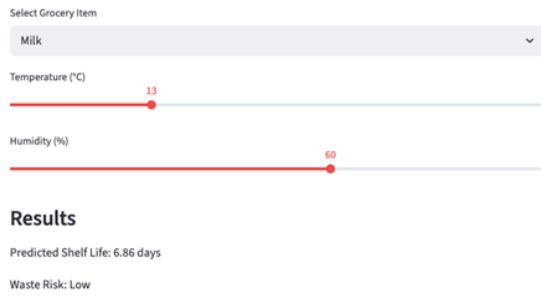 Select Grocery Item
Milk
Temperature (°C)
13
Humidity (%)
60
Results
Predicted Shelf Life: 6.86 days
Waste Risk: Low